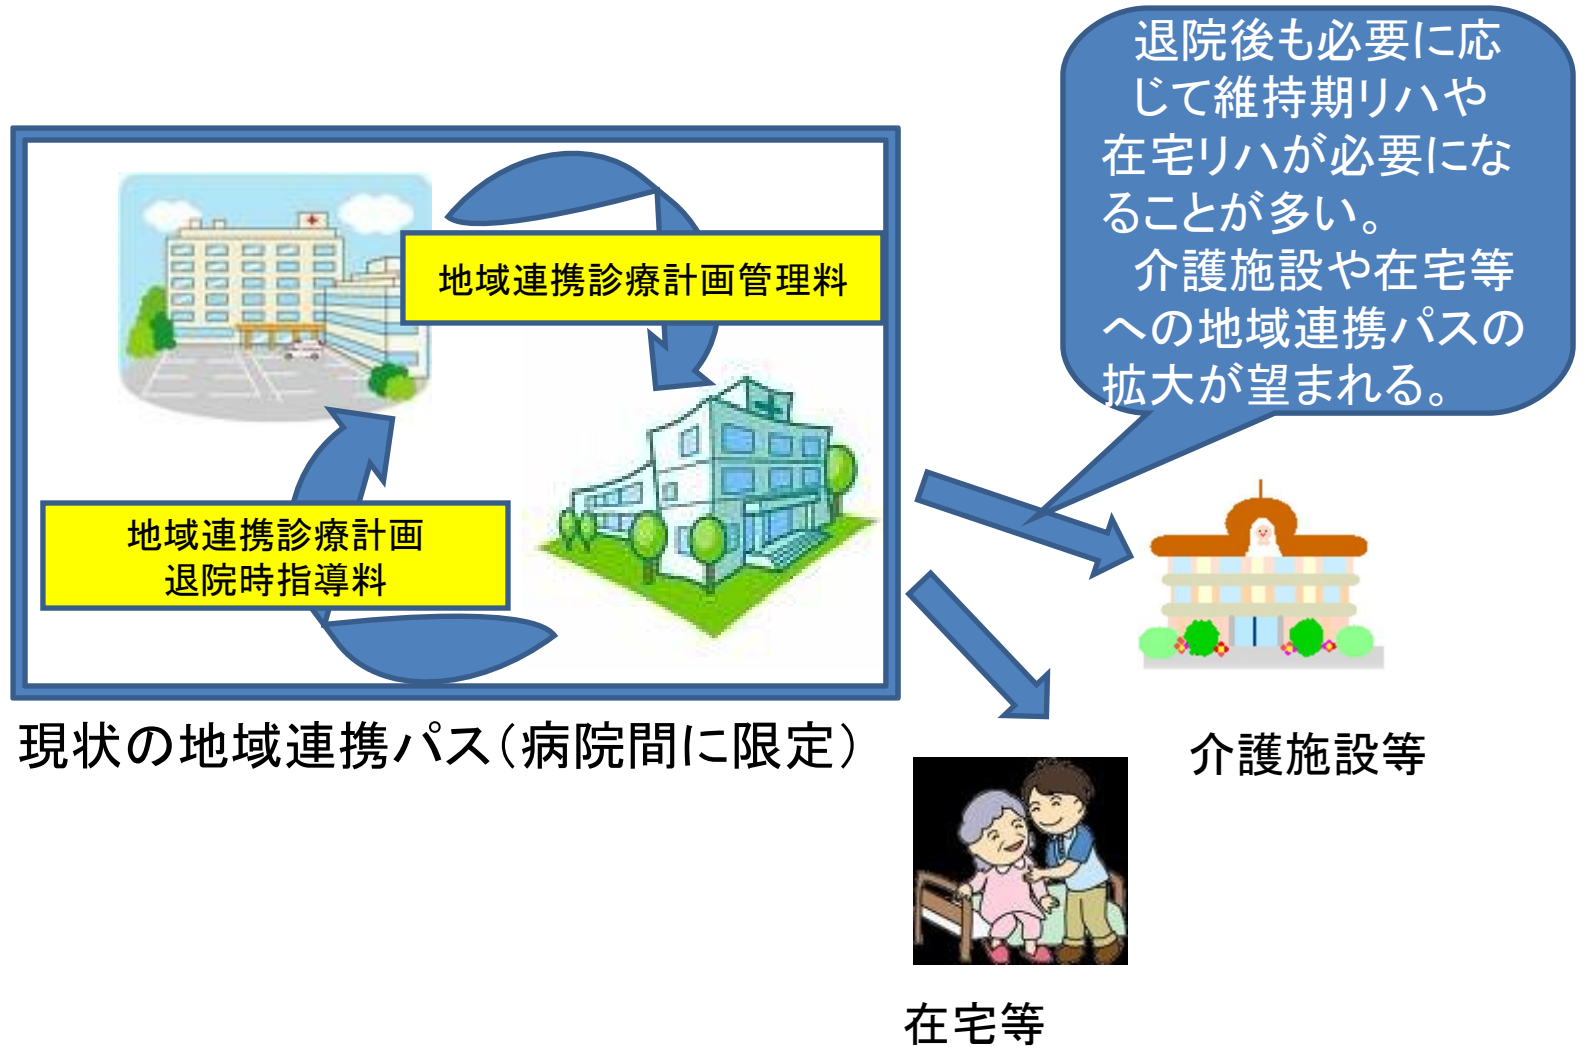 退院後も必要に応
じて維持期リハや
在宅リハが必要にな
ることが多い。
介護施設や在宅等
への地域連携パスの
拡大が望まれる。
地域連携診療計画管理料
地域連携診療計画
退院時指導料
現状の地域連携パス(病院間に限定)
介護施設等
在宅等